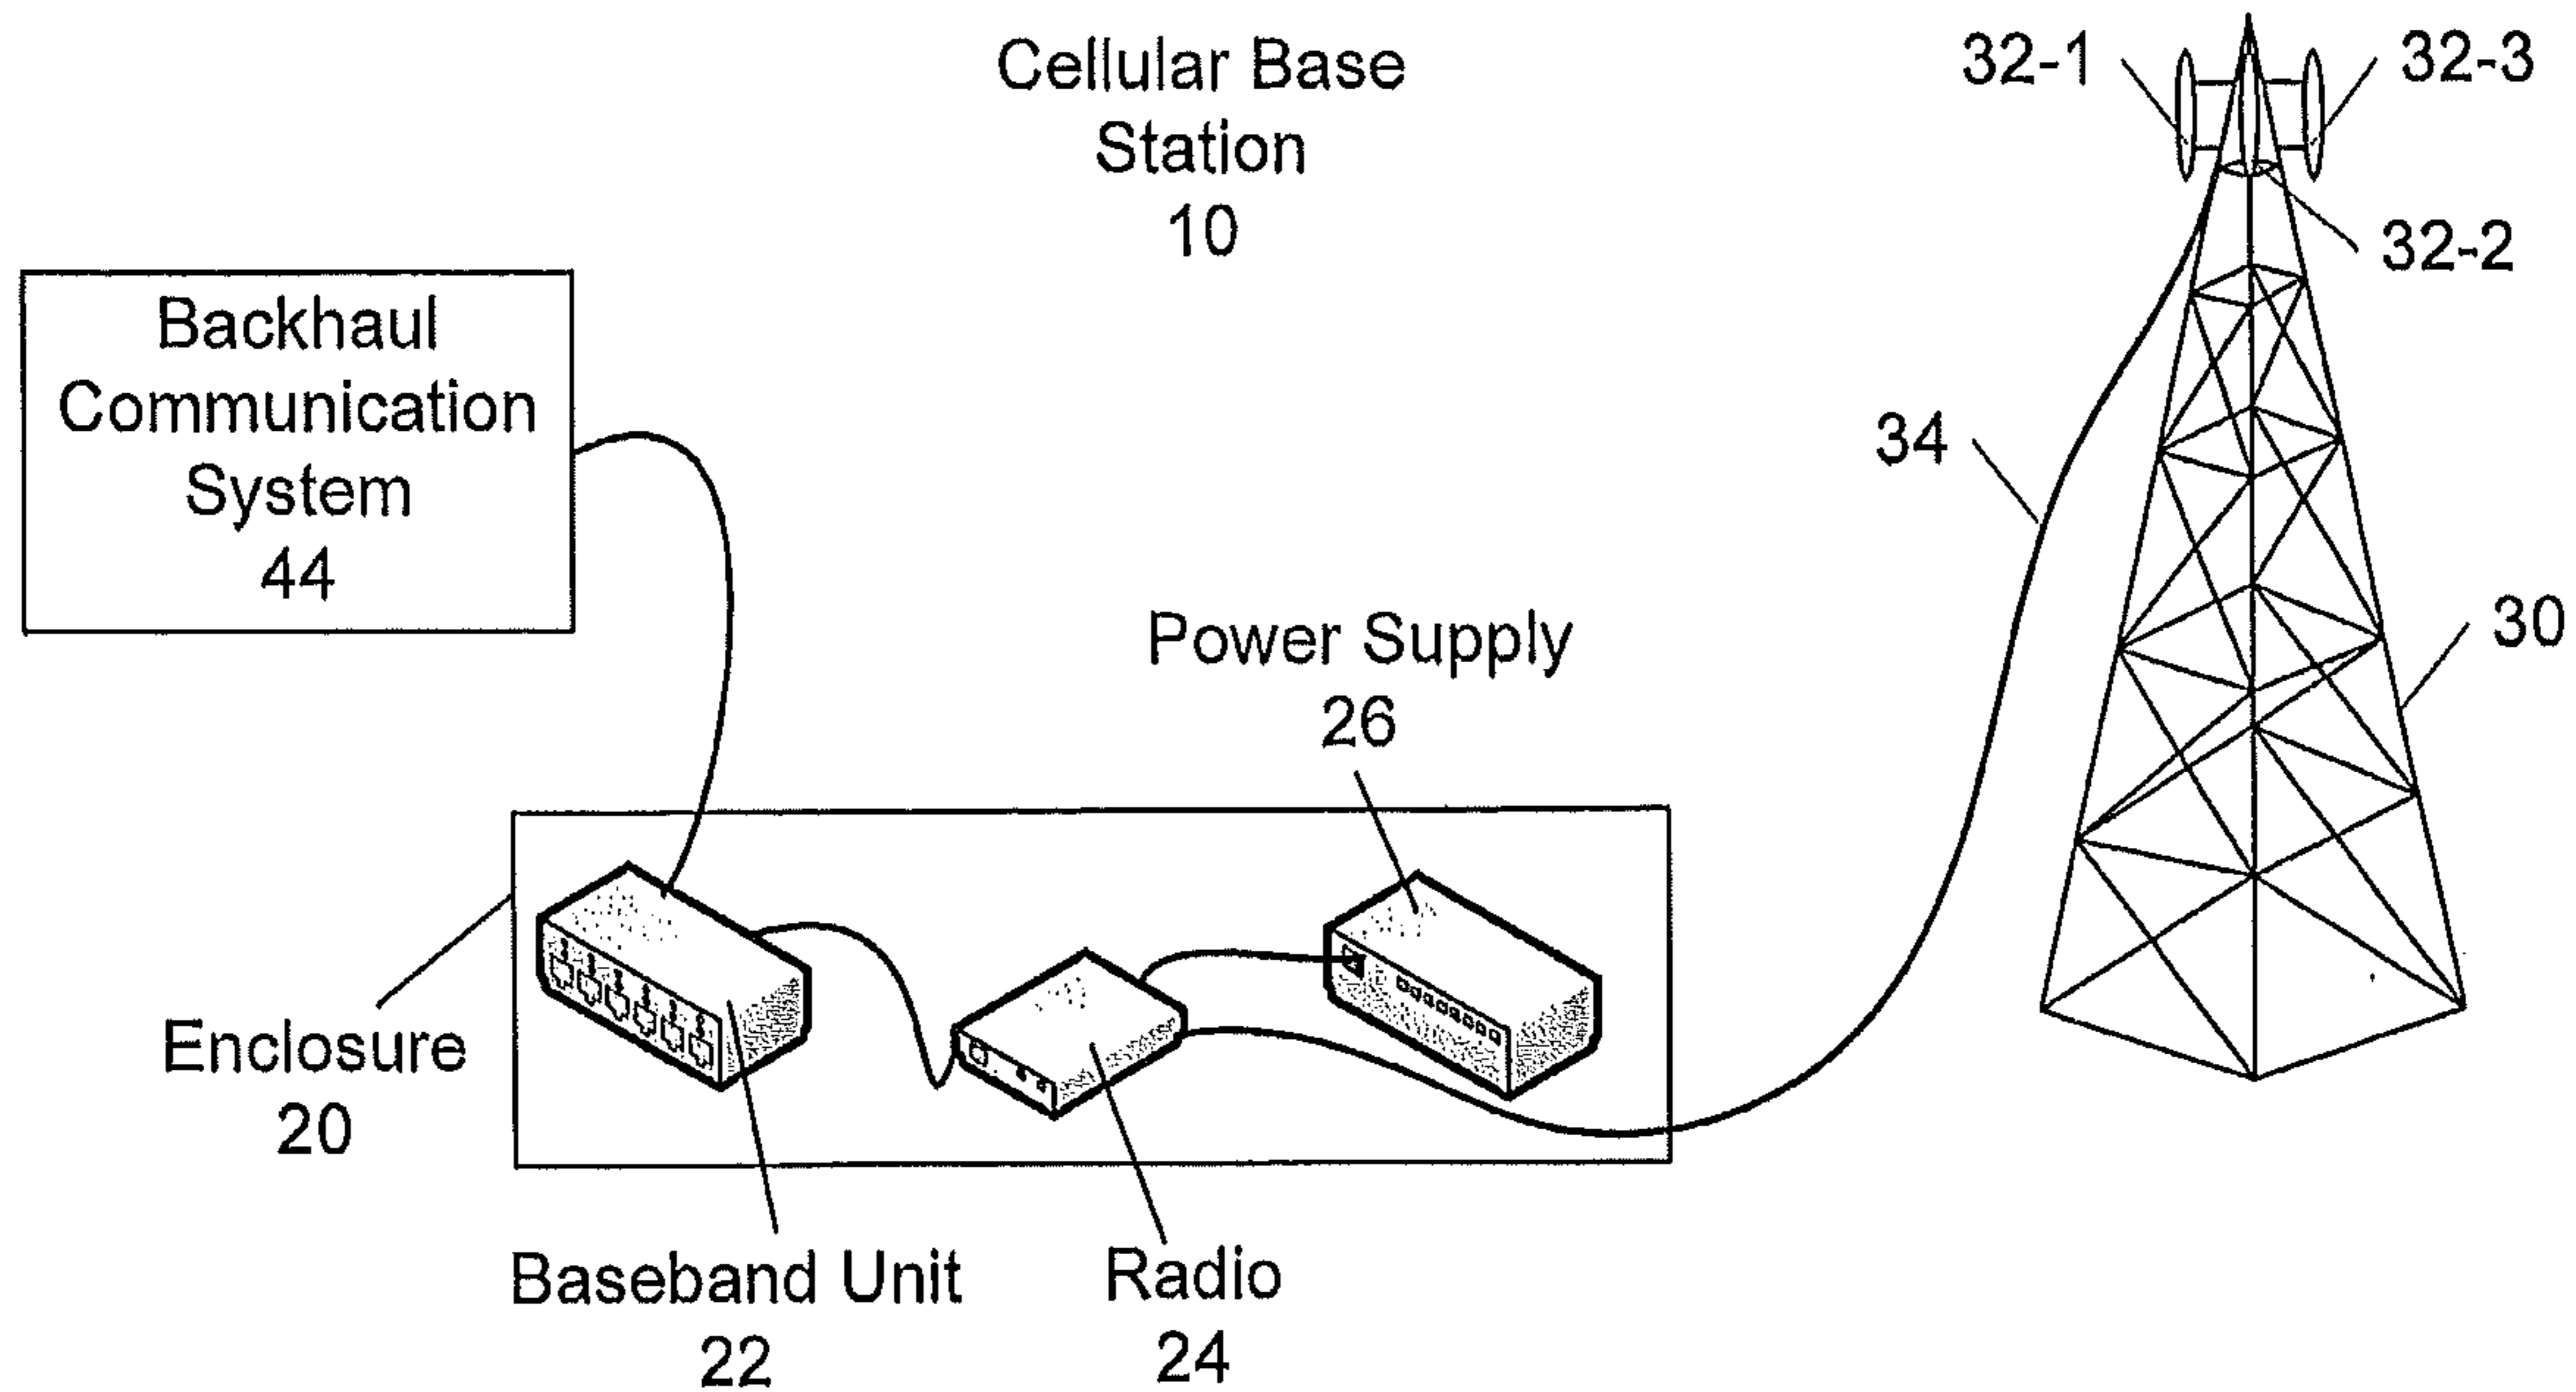 Cellular Base
Station
10
32-1
32-3
32-2
Backhaul
Communication
System
44
34
Power Supply
26
30
Enclosure
20
Baseband Unit
22
Radio
24